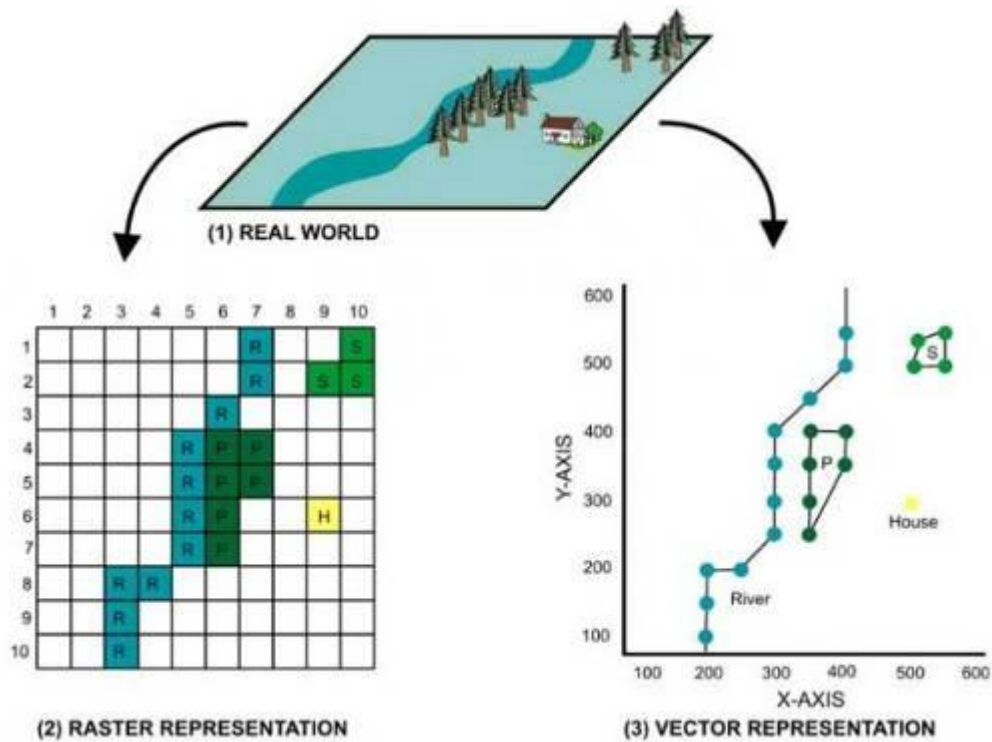 (1) REAL WORLD
1 2 3 4 5 6 7 8 9 10
1 R S
2 R S S
3 R
4 R P P
5 R P P
6 R P H
7 R P
8 R R
9 R
10 R
(2) RASTER REPRESENTATION
600
500
400
300
200
100
Y-AXIS
S
P
House
River
100 200 300 400 500 600
X-AXIS
(3) VECTOR REPRESENTATION